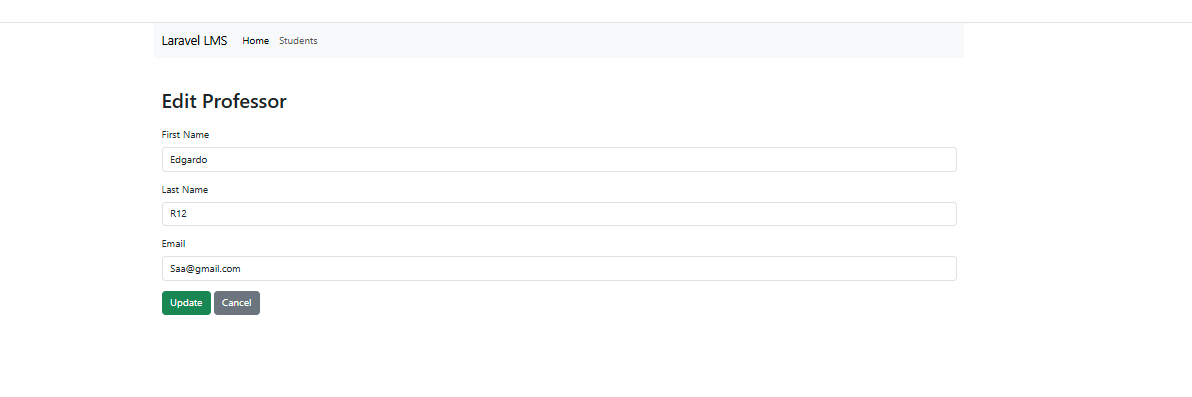 Laravel LMS Home Students
Edit Professor
First Name
Edgardo
Last Name
R12
Email
Saa@gmail.com
Update Cancel